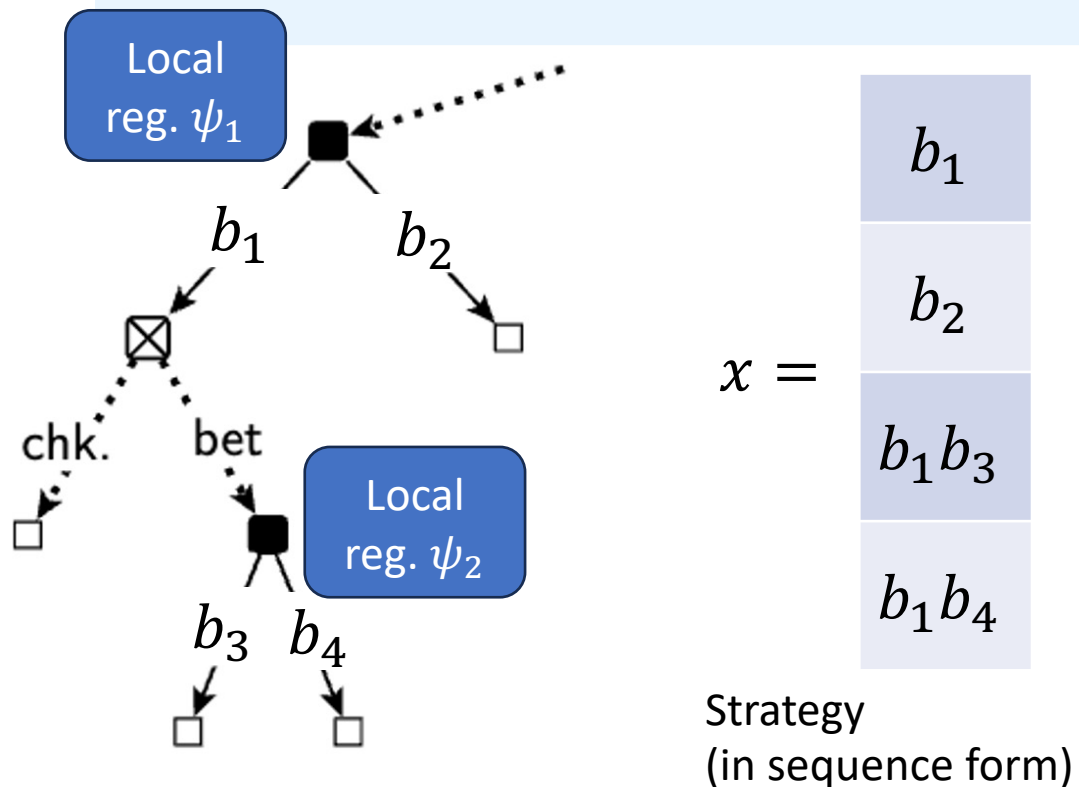 Local
reg. ψ₁
b₁
b₂
chk.
bet
Local
reg. ψ₂
b₃
b₄
x =
b₁
b₂
b₁b₃
b₁b₄
Strategy
(in sequence form)